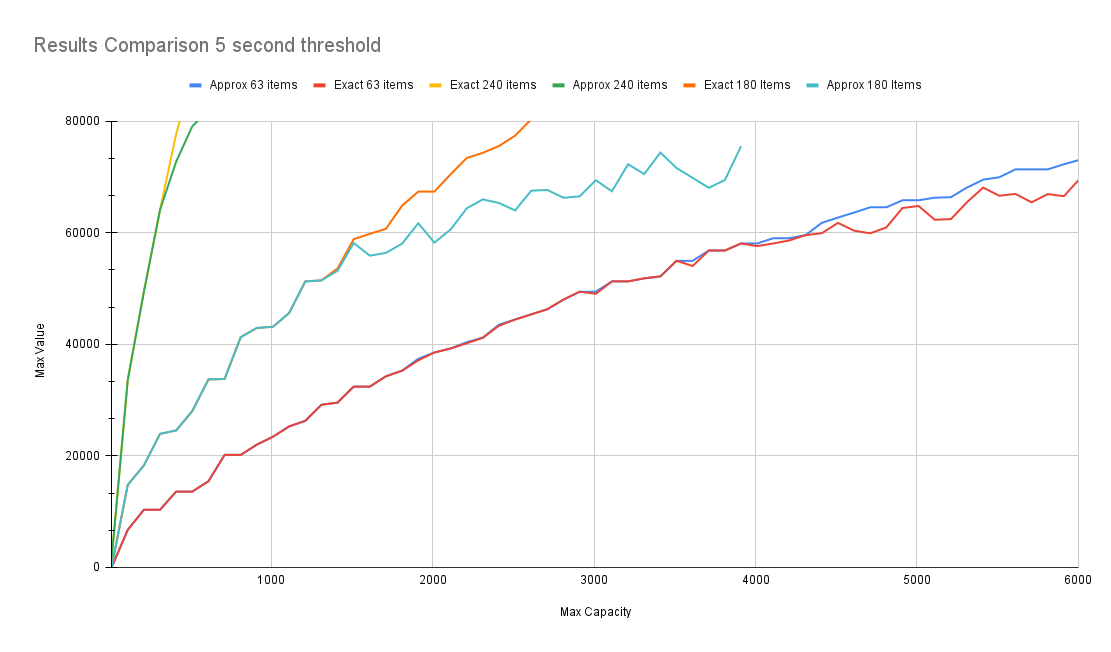 Results Comparison 5 second threshold
Approx 63 items Exact 63 items Exact 240 items Approx 240 items Exact 180 Items Approx 180 Items
80000
60000
40000
20000
0
Max Value
1000 2000 3000 4000 5000 6000
Max Capacity